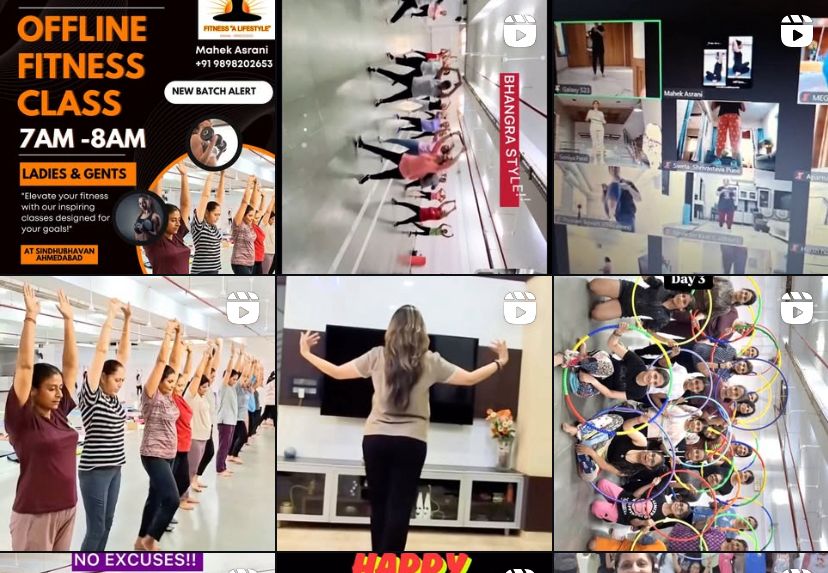 OFFLINE
FITNESS
CLASS
7AM -8AM
LADIES & GENTS
"Elevate your fitness
with our inspiring
classes designed for
your goals!"
AT SINDHUBHAVAN
AHMEDABAD
FITNESS "A LIFESTYLE"
Mahek Asrani
+91 9898202653
NEW BATCH ALERT
BHANGRA STYLE!!
Galaxy S23
Mahek Asrani
Day 3
NO EXCUSES!!
HAPPY